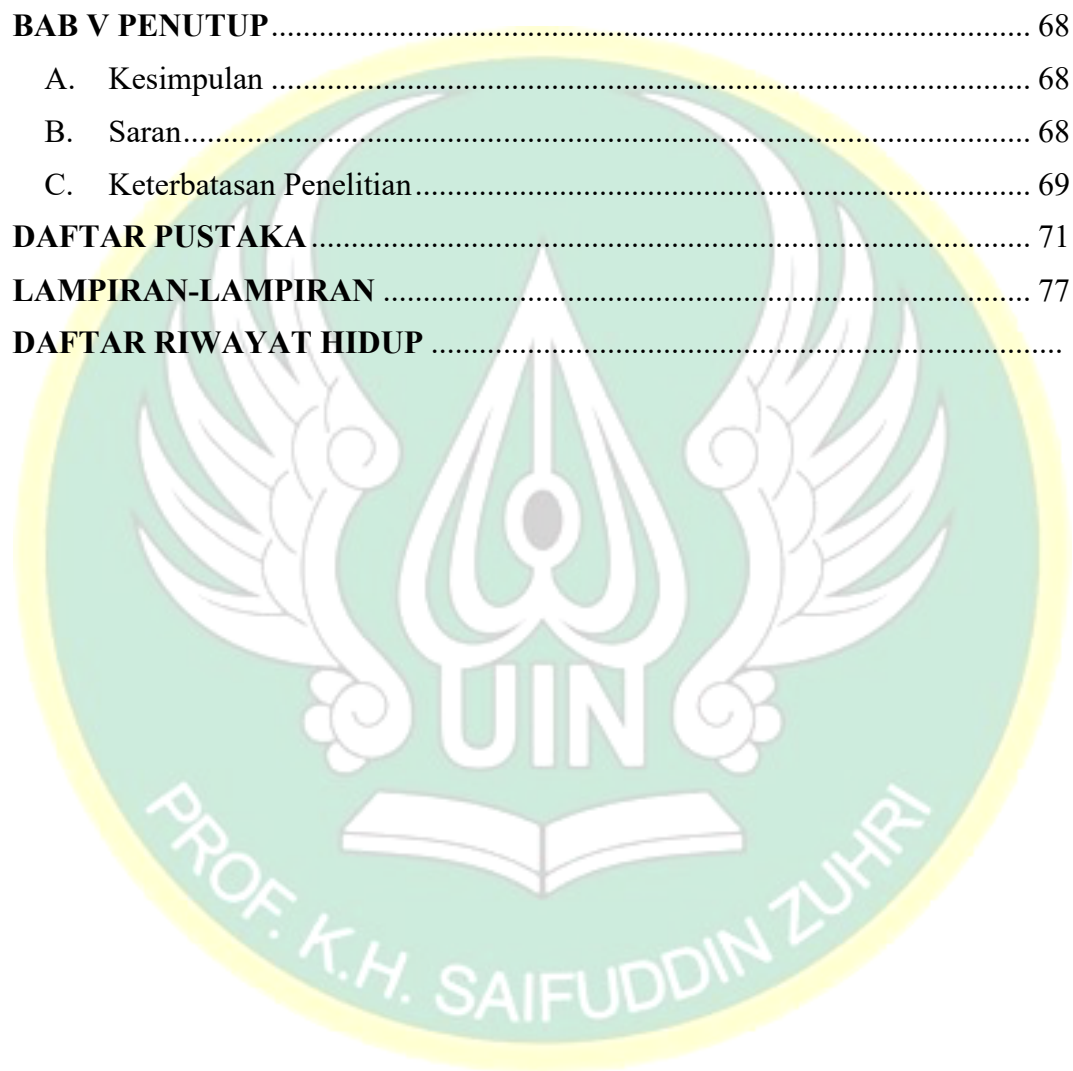 BAB V PENUTUP........................................................................................... 68
A. Kesimpulan ........................................................................................... 68
B. Saran........................................................................................... 68
C. Keterbatasan Penelitian........................................................................... 69
DAFTAR PUSTAKA........................................................................................... 71
LAMPIRAN-LAMPIRAN ........................................................................... 77
DAFTAR RIWAYAT HIDUP ...........................................................................
UIN
PROF. K.H. SAIFUDDIN ZUHRI